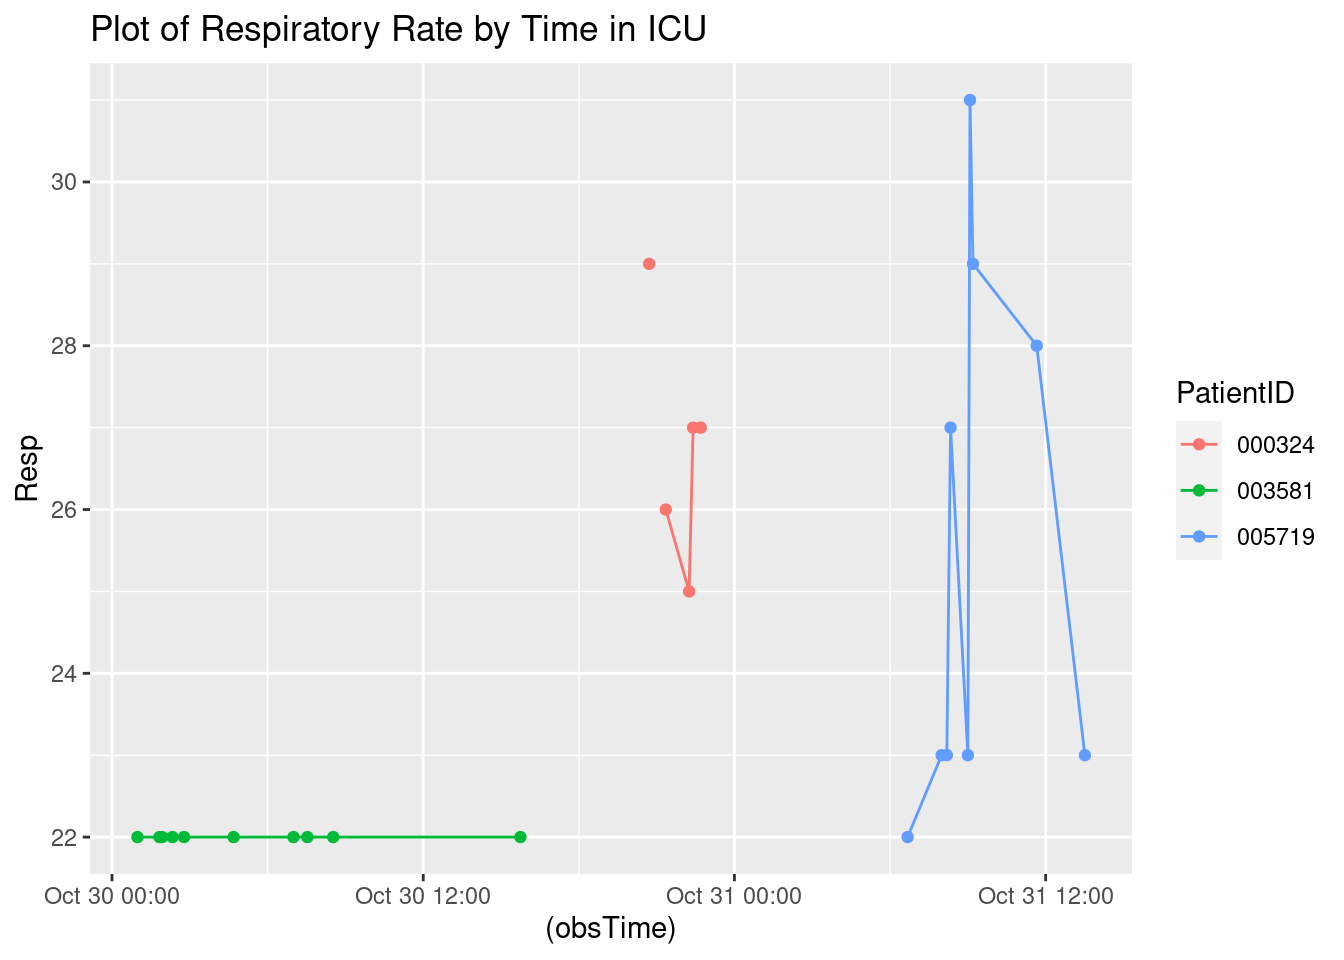 Plot of Respiratory Rate by Time in ICU
Resp
30
28
26
24
22
Oct 30 00:00
Oct 30 12:00
Oct 31 00:00
Oct 31 12:00
(obsTime)
PatientID
000324
003581
005719